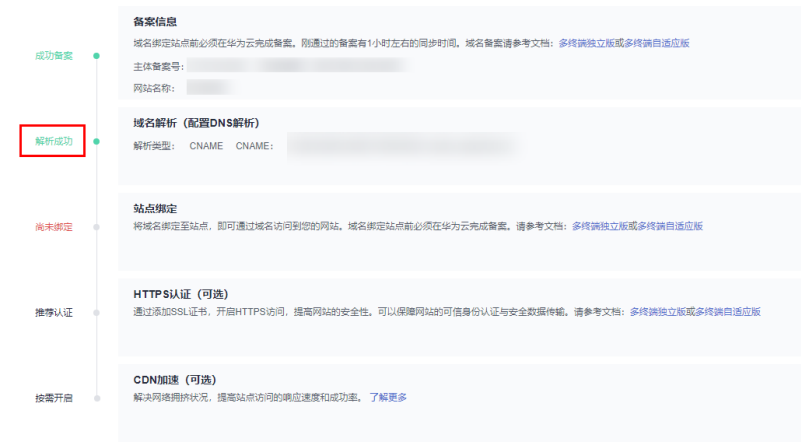 备案信息
域名绑定站点前必须在华为云完成备案。刚通过的备案有1小时左右的同步时间。域名备案请参考文档：多终端独立版或多终端自适应版
成功备案
主体备案号：
网站名称：
域名解析（配置DNS解析）
解析成功
解析类型： CNAME CNAME：
站点绑定
尚未绑定
将域名绑定至站点，即可通过域名访问到您的网站。域名绑定站点前必须在华为云完成备案。请参考文档：多终端独立版或多终端自适应版
HTTPS认证（可选）
推荐认证
通过添加SSL证书，开启HTTPS访问，提高网站的安全性。可以保障网站的可信身份认证与安全数据传输。请参考文档：多终端独立版或多终端自适应版
CDN加速（可选）
按需开启
解决网络拥挤状况，提高站点访问的响应速度和成功率。 了解更多